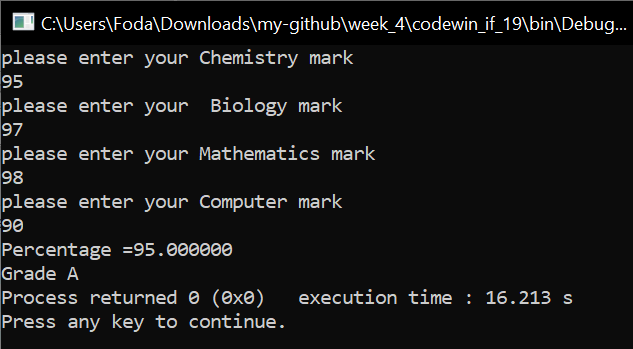 C:\Users\Foda\Downloads\my-github\week_4\codewin_if_19\bin\Debug...
please enter your Chemistry mark
95
please enter your  Biology mark
97
please enter your Mathematics mark
98
please enter your Computer mark
90
Percentage =95.000000
Grade A
Process returned 0 (0x0)   execution time : 16.213 s
Press any key to continue.